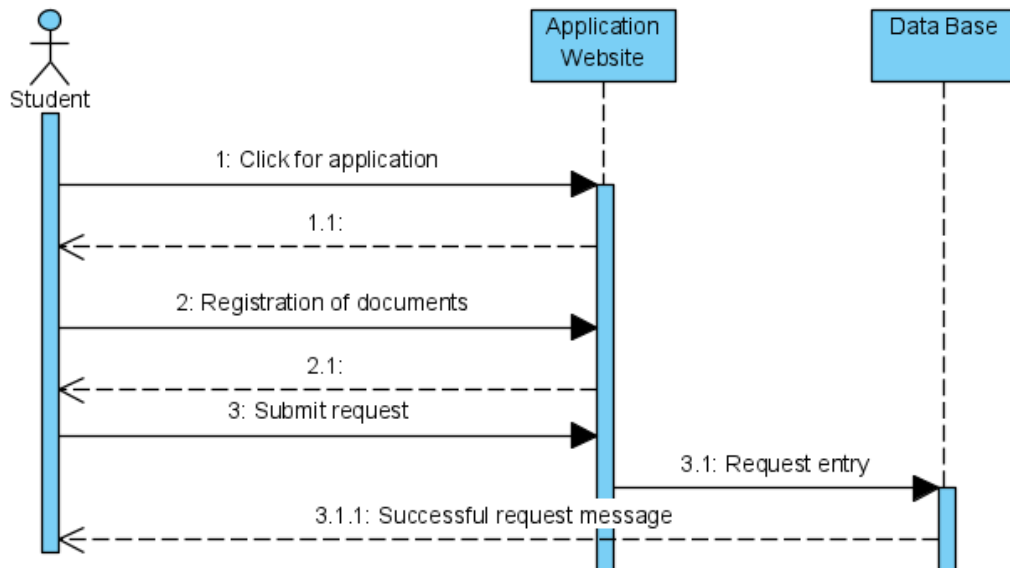 Application
Website
Data Base
Student
1: Click for application
1.1:
2: Registration of documents
2.1:
3: Submit request
3.1: Request entry
3.1.1: Successful request message